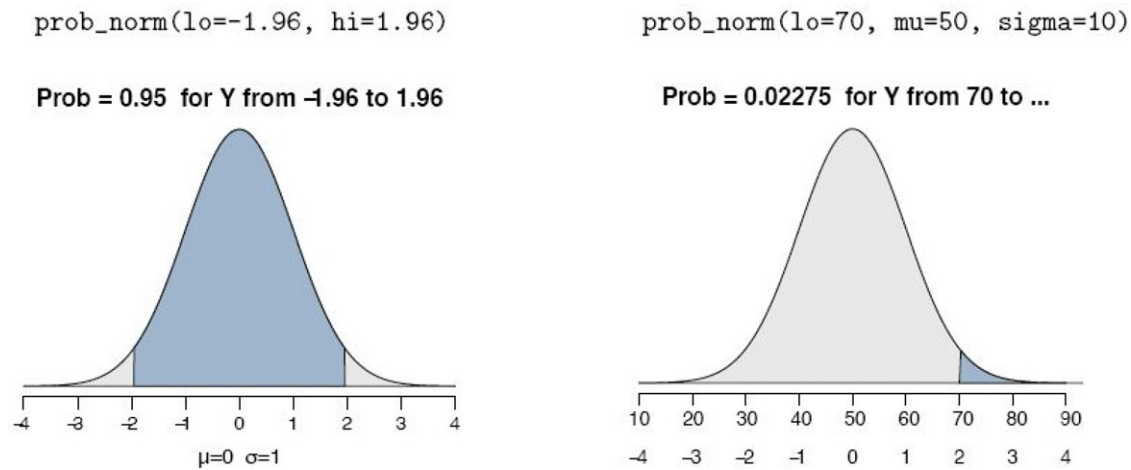 prob_norm(lo=-1.96, hi=1.96)
Prob = 0.95 for Y from -1.96 to 1.96
-4 -3 -2 -1 0 1 2 3 4
μ=0 σ=1
prob_norm(lo=70, mu=50, sigma=10)
Prob = 0.02275 for Y from 70 to ...
10 20 30 40 50 60 70 80 90
-4 -3 -2 -1 0 1 2 3 4